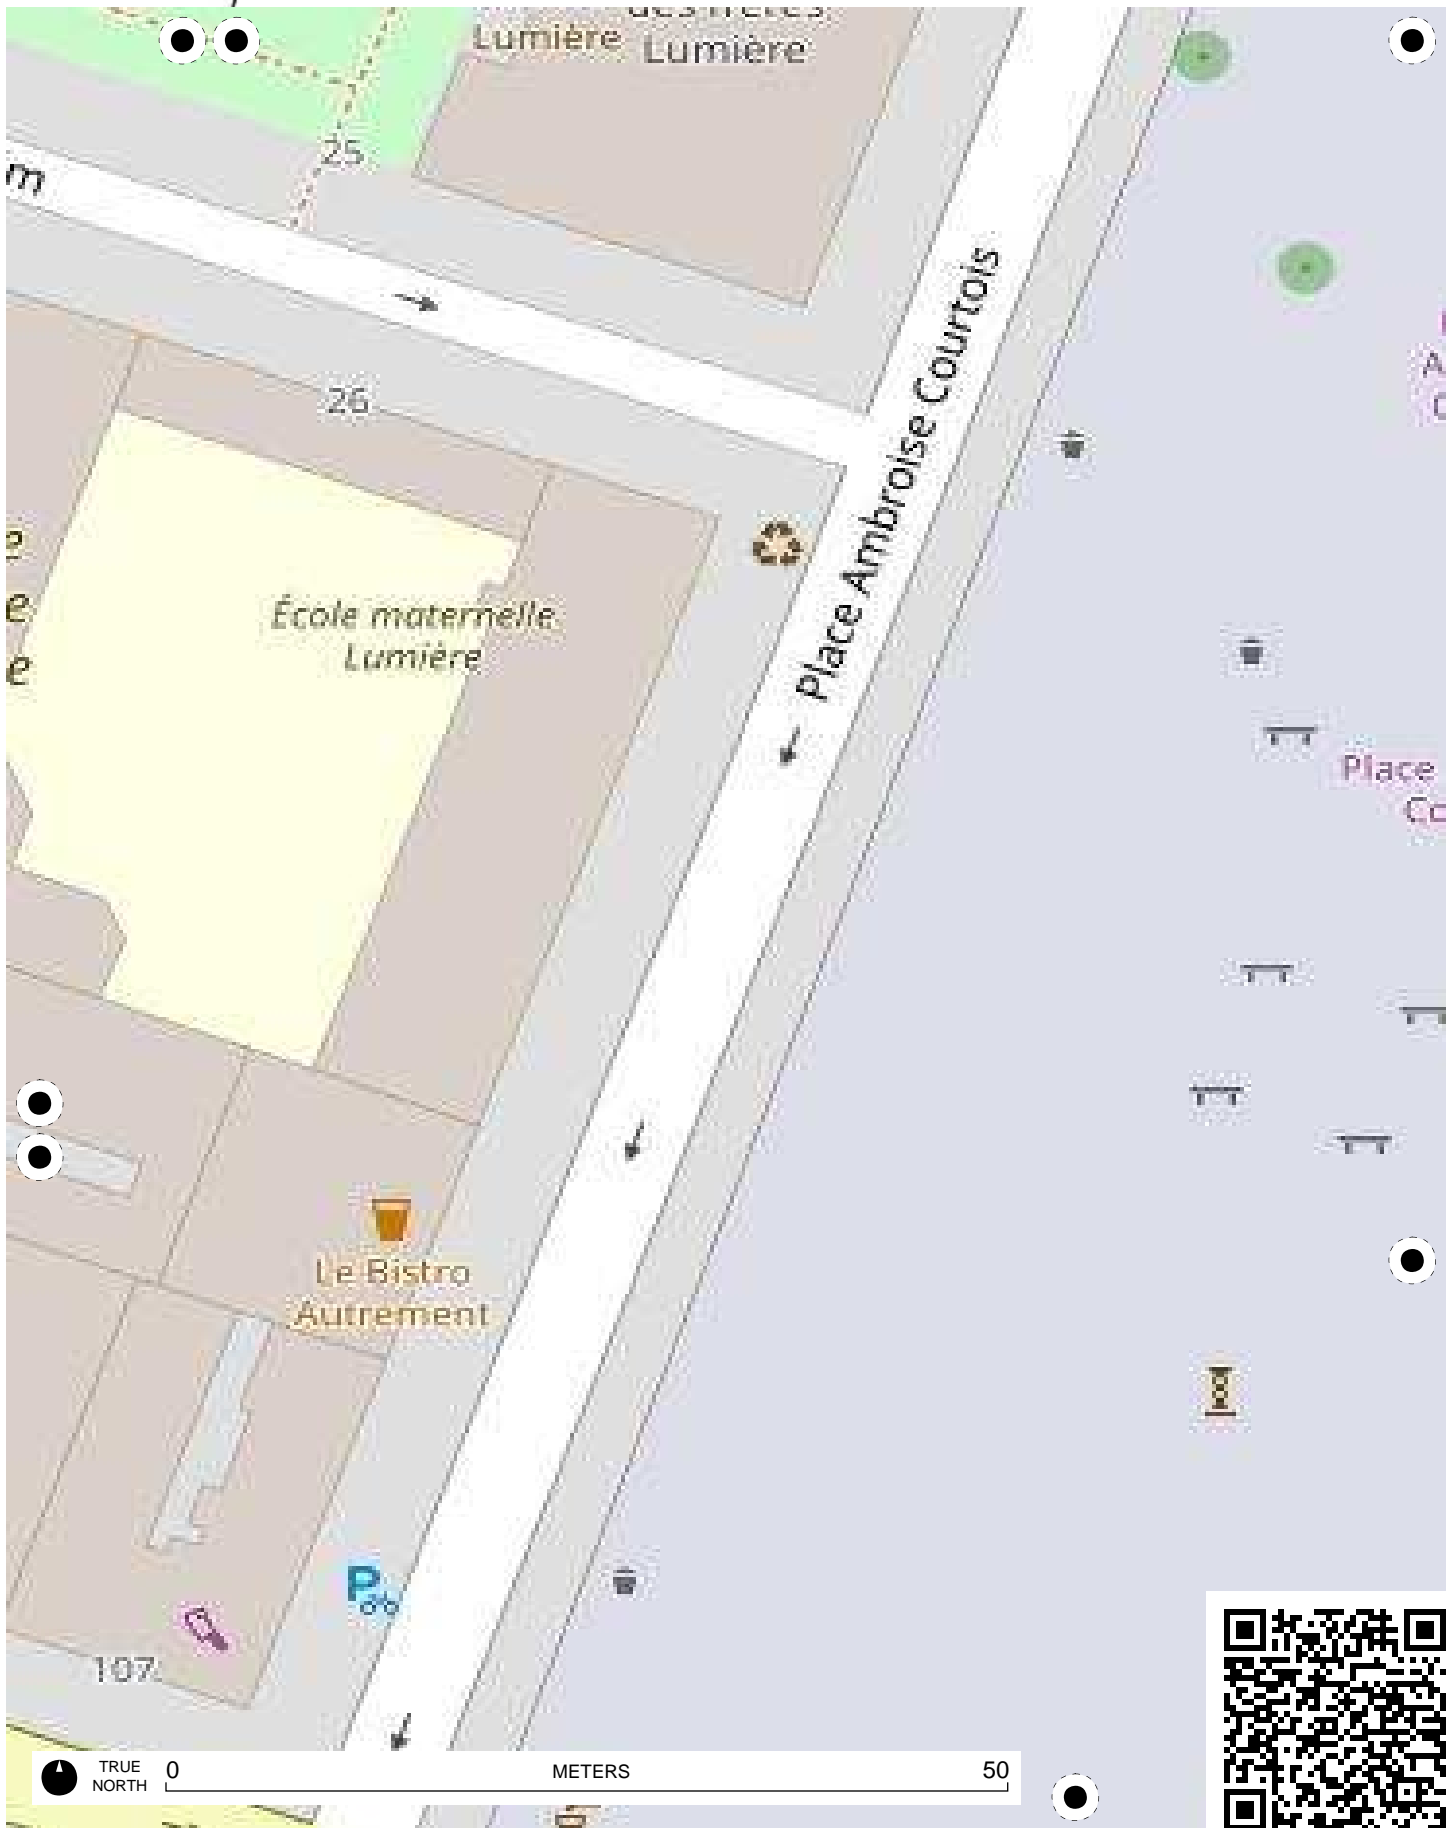 Lumière
Lumière
25
m
Place Ambroise Courtois
26
École maternelle
Lumière
Place
Le Bistro
Autrement
107
TRUE
NORTH
0
METERS
50